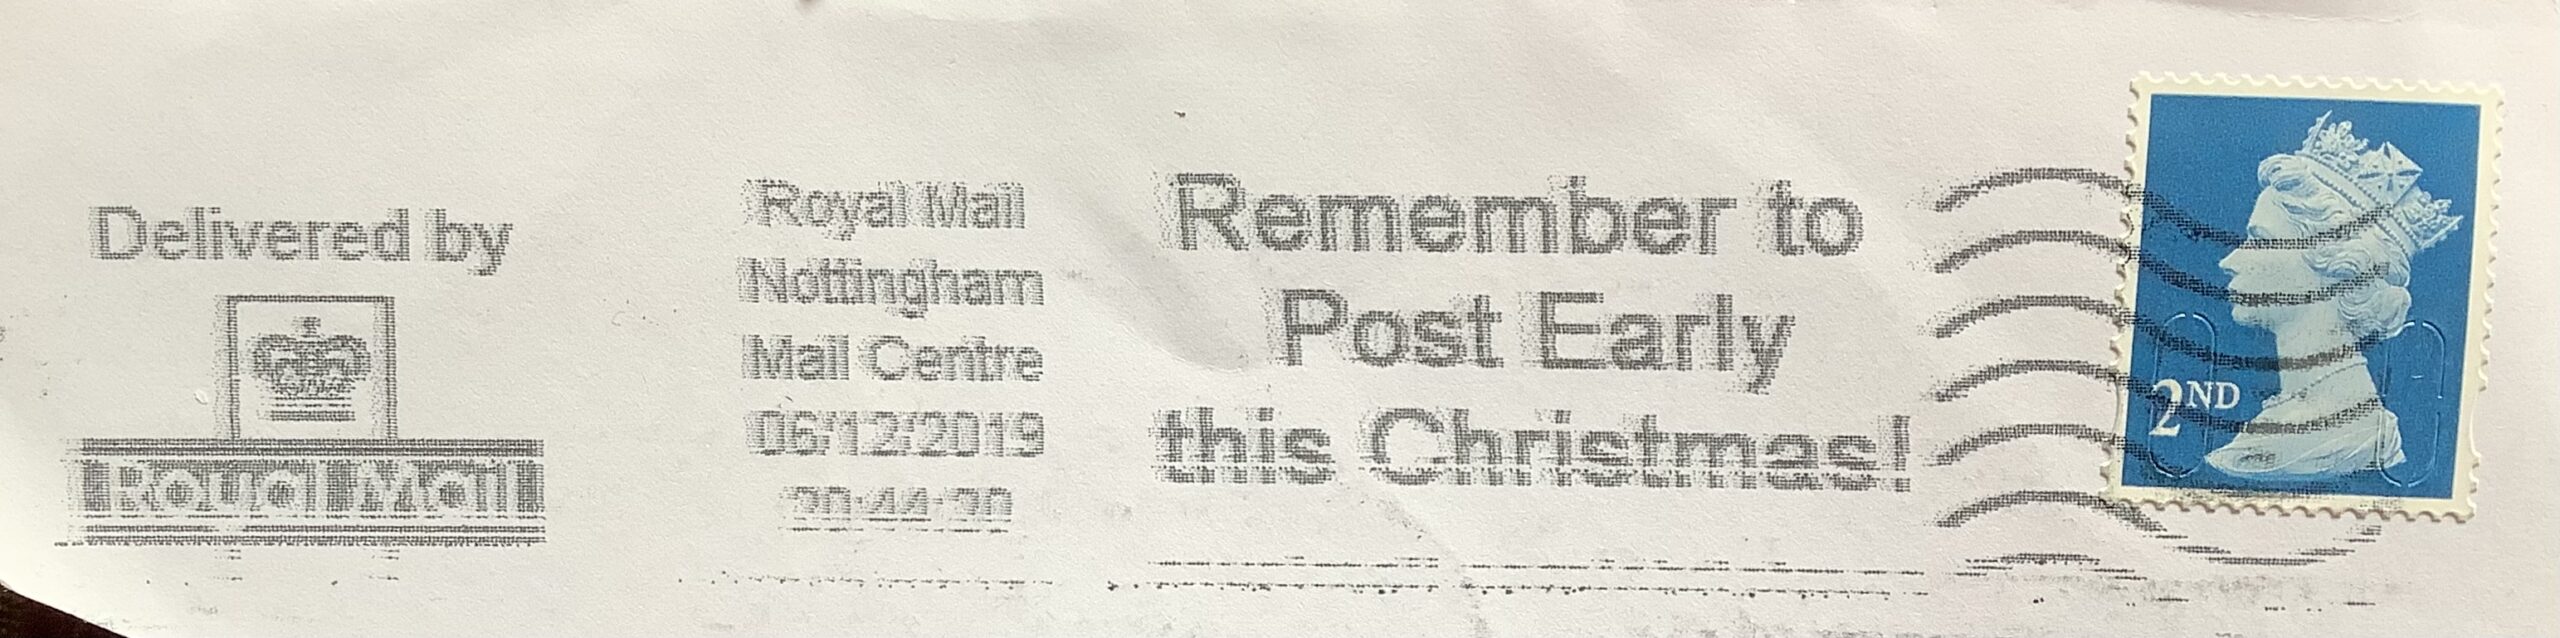 Delivered by
Royal Mail
Royal Mail
Nottingham
Mail Centre
06/12/2019
Remember to
Post Early
this Christmas!
2ND